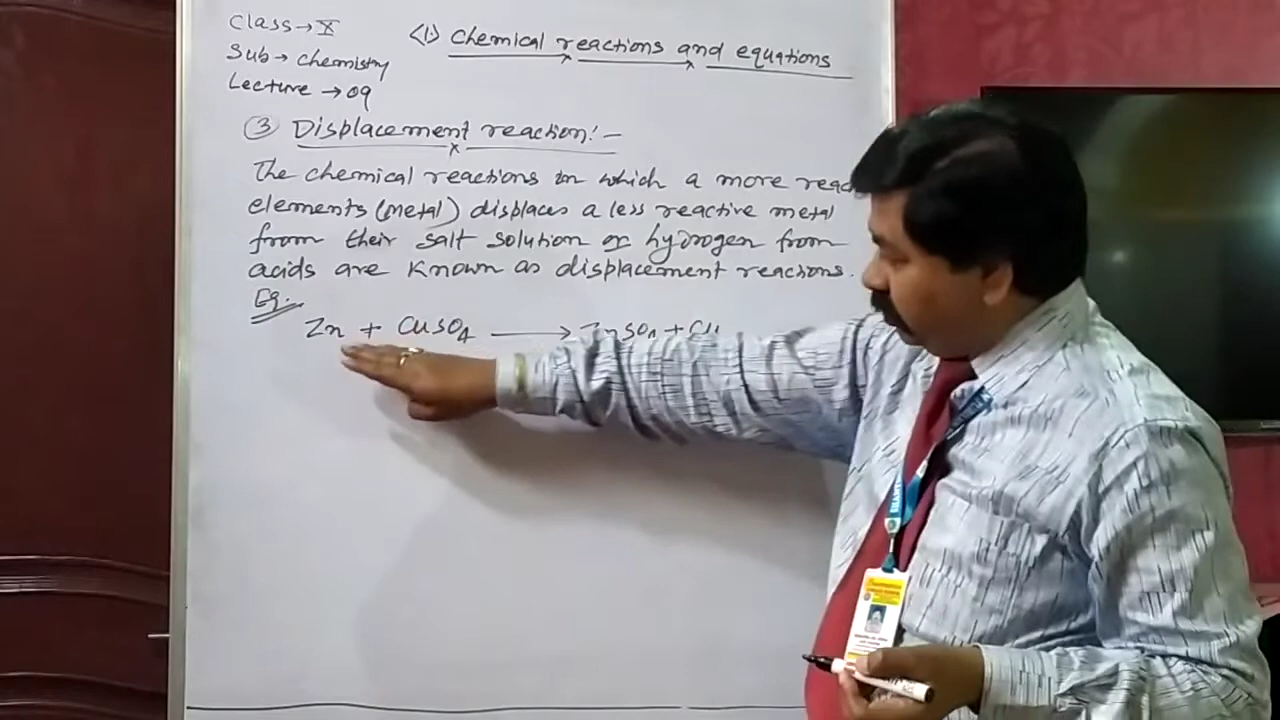 Class → X
Sub → chemistry
Lecture → 09
<1> Chemical reactions and equations
③ Displacement reaction:-
The chemical reactions in which a more reac
elements (metal) displaces a less reactive metal
from their salt solution or hydrogen from
acids are known as displacement reactions.
Eg.
Zn + CuSO4 → ZnSO4 + Cu